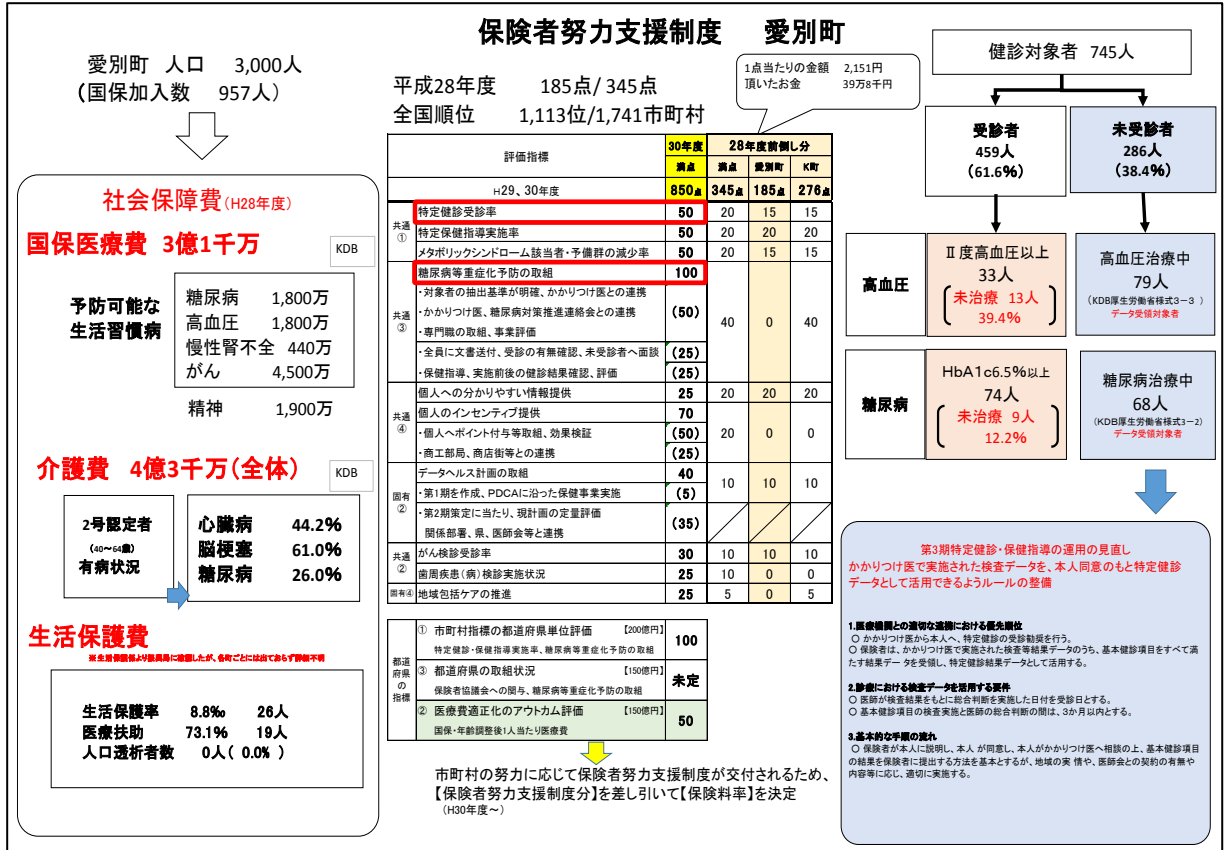 保険者努力支援制度　愛別町
愛別町 人口 3,000人
(国保加入数 957人)
社会保障費(H28年度)
国保医療費 3億1千万
KDB
予防可能な
生活習慣病
糖尿病 1,800万
高血圧 1,800万
慢性腎不全 440万
がん 4,500万
精神 1,900万
介護費 4億3千万(全体)
KDB
2号認定者
(40~64歳)
有病状況
心臓病 44.2%
脳梗塞 61.0%
糖尿病 26.0%
生活保護費
生活保護率 8.8‰ 26人
医療扶助 73.1% 19人
人口透析者数 0人( 0.0% )
平成28年度 185点/345点
全国順位 1,113位/1,741市町村
1点当たりの金額 2,151円
頂いたお金 39万8千円
評価指標 30年度 28年度前倒し分
満点 満点 愛別町 K町
H29、30年度 850点 345点 185点 276点
共通① 特定健診受診率 50 20 15 15
特定保健指導実施率 50 20 20 20
メタボリックシンドローム該当者・予備群の減少率 50 20 15 15
共通③ 糖尿病等重症化予防の取組 100 40 0 40
・対象者の抽出基準が明確、かかりつけ医との連携
・かかりつけ医、糖尿病対策推進連絡会との連携 (50)
・専門職の取組、事業評価
・全員に文書送付、受診の有無確認、未受診者へ面談 (25)
・保健指導、実施前後の健診結果確認、評価 (25)
共通④ 個人への分かりやすい情報提供 25 20 20 20
個人のインセンティブ提供 70 20 0 0
・個人へポイント付与等取組、効果検証 (50)
・商工部局、商店街等との連携 (25)
固有② データヘルス計画の取組 40 10 10 10
・第1期を作成、PDCAに沿った保健事業実施 (5)
・第2期策定に当たり、現計画の定量評価 (35)
関係部署、県、医師会等と連携
共通② がん検診受診率 30 10 10 10
歯周疾患(病)検診実施状況 25 10 0 0
固有④ 地域包括ケアの推進 25 5 0 5
都道府県の指標
① 市町村指標の都道府県単位評価 【200億円】 100
特定健診・保健指導実施率、糖尿病等重症化予防の取組
③ 都道府県の取組状況 【150億円】 未定
保険者協議会への関与、糖尿病等重症化予防の取組
② 医療費適正化のアウトカム評価 【150億円】 50
国保・年齢調整後1人当たり医療費
市町村の努力に応じて保険者努力支援制度が交付されるため、
【保険者努力支援制度分】を差し引いて【保険料率】を決定
(H30年度~)
健診対象者 745人
受診者
459人
(61.6%)
未受診者
286人
(38.4%)
高血圧
Ⅱ度高血圧以上
33人
未治療 13人
39.4%
高血圧治療中
79人
(KDB厚生労働省様式3-3 )
データ受領対象者
糖尿病
HbA1c6.5%以上
74人
未治療 9人
12.2%
糖尿病治療中
68人
(KDB厚生労働省様式3-2)
データ受領対象者
第3期特定健診・保健指導の運用の見直し
かかりつけ医で実施された検査データを、本人同意のもと特定健診
データとして活用できるようルールの整備
1.医療機関との適切な連携における優先順位
○ かかりつけ医から本人へ、特定健診の受診勧奨を行う。
○ 保険者は、かかりつけ医で実施された検査等結果データのうち、基本健診項目をすべて満
たす結果デー タを受領し、特定健診結果データとして活用する。
2.診療における検査データを活用する要件
○ 医師が検査結果をもとに総合判断を実施した日付を受診日とする。
○ 基本健診項目の検査実施と医師の総合判断の間は、3か月以内とする。
3.基本的な手順の流れ
○ 保険者が本人に説明し、本人 が同意し、本人がかかりつけ医へ相談の上、基本健診項目
の結果を保険者に提出する方法を基本とするが、地域の実 情や、医師会との契約の有無や
内容等に応じ、適切に実施する。